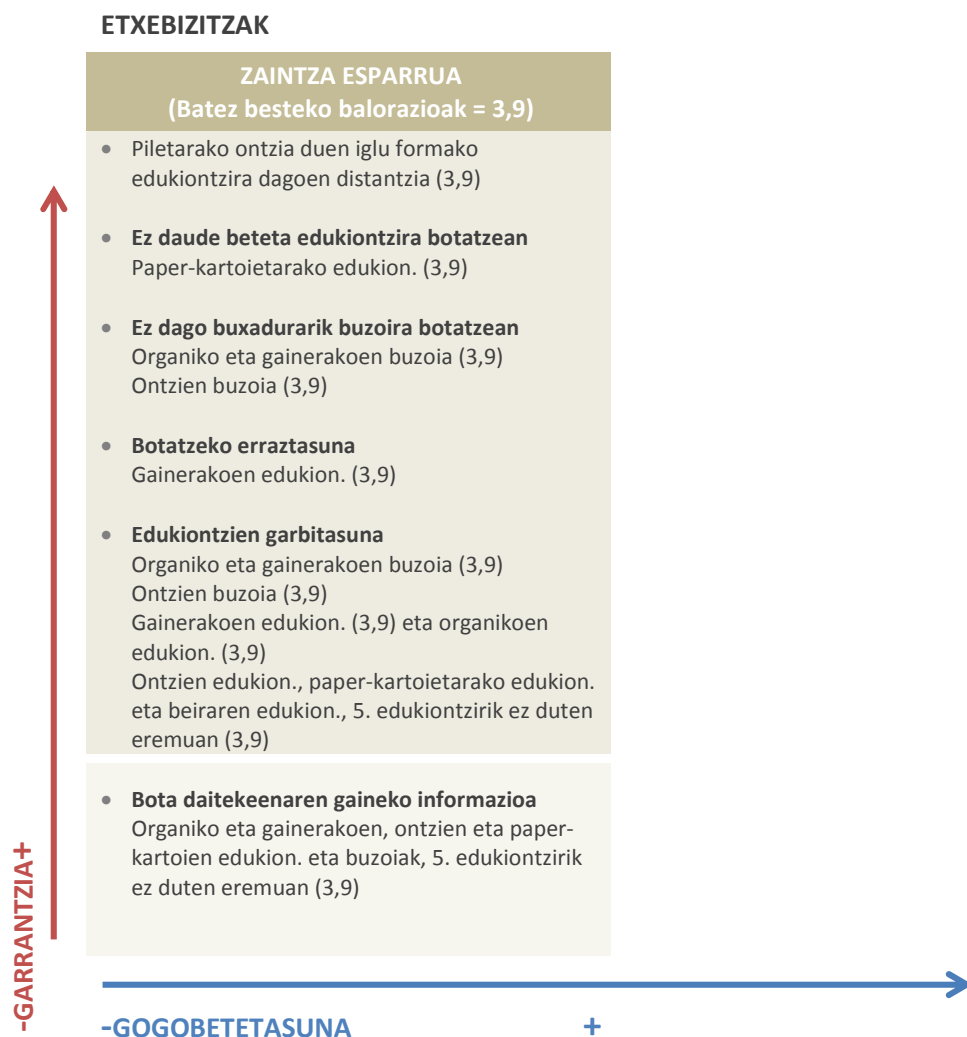 ETXEBIZITZAK
ZAINTZA ESPARRUA
(Batez besteko balorazioak = 3,9)
• Piletarako ontzia duen iglu formako
edukiontzira dagoen distantzia (3,9)
• Ez daude beteta edukiontzira botatzean
Paper-kartoietarako edukion. (3,9)
• Ez dago buxadurarik buzoira botatzean
Organiko eta gainerakoen buzoia (3,9)
Ontzien buzoia (3,9)
• Botatzeko erraztasuna
Gainerakoen edukion. (3,9)
• Edukiontzien garbitasuna
Organiko eta gainerakoen buzoia (3,9)
Ontzien buzoia (3,9)
Gainerakoen edukion. (3,9) eta organikoen
edukion. (3,9)
Ontzien edukion., paper-kartoietarako edukion.
eta beiraren edukion., 5. edukiontzirik ez duten
eremuan (3,9)
• Bota daitekeenaren gaineko informazioa
Organiko eta gainerakoen, ontzien eta paper-
kartoien edukion. eta buzoiak, 5. edukiontzirik
ez duten eremuan (3,9)
-GARRANTZIA+
-GOGOBETETASUNA +